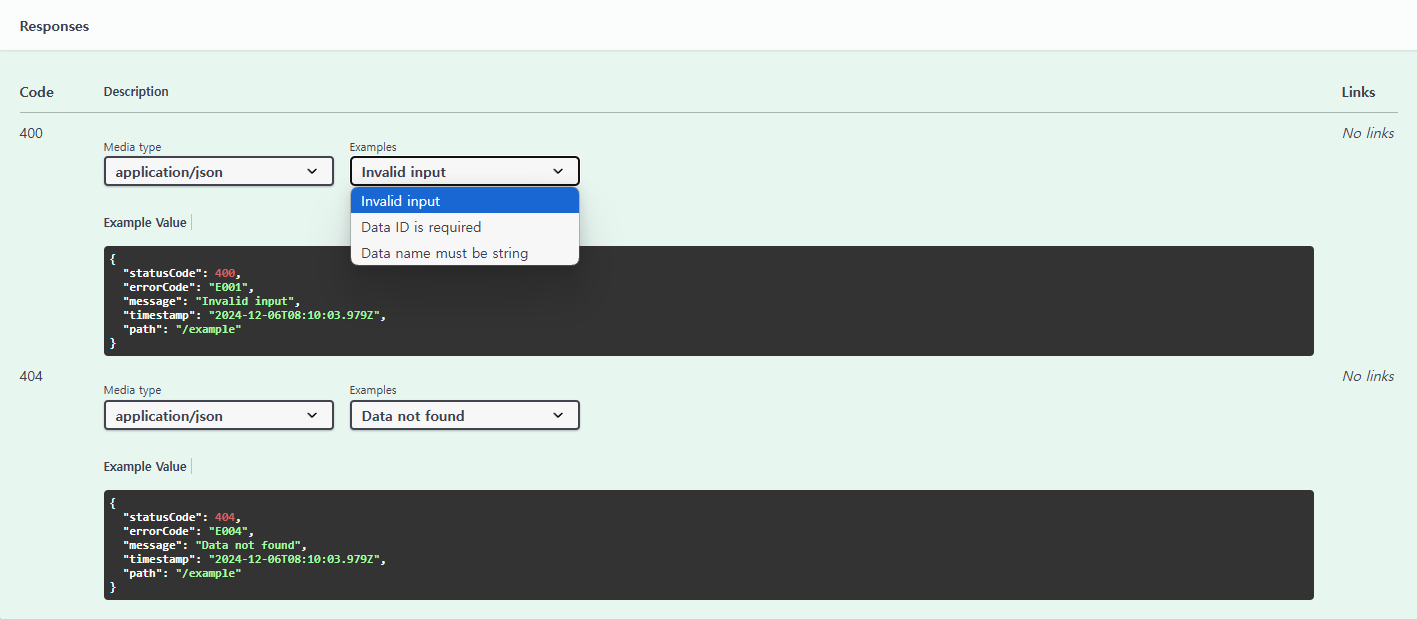 Responses
Code Description Links
400 No links
Media type Examples
application/json Invalid input
Invalid input
Data ID is required
Data name must be string
Example Value
{
"statusCode": 400,
"errorCode": "E001",
"message": "Invalid input",
"timestamp": "2024-12-06T08:10:03.979Z",
"path": "/example"
}
404 No links
Media type Examples
application/json Data not found
Example Value
{
"statusCode": 404,
"errorCode": "E004",
"message": "Data not found",
"timestamp": "2024-12-06T08:10:03.979Z",
"path": "/example"
}